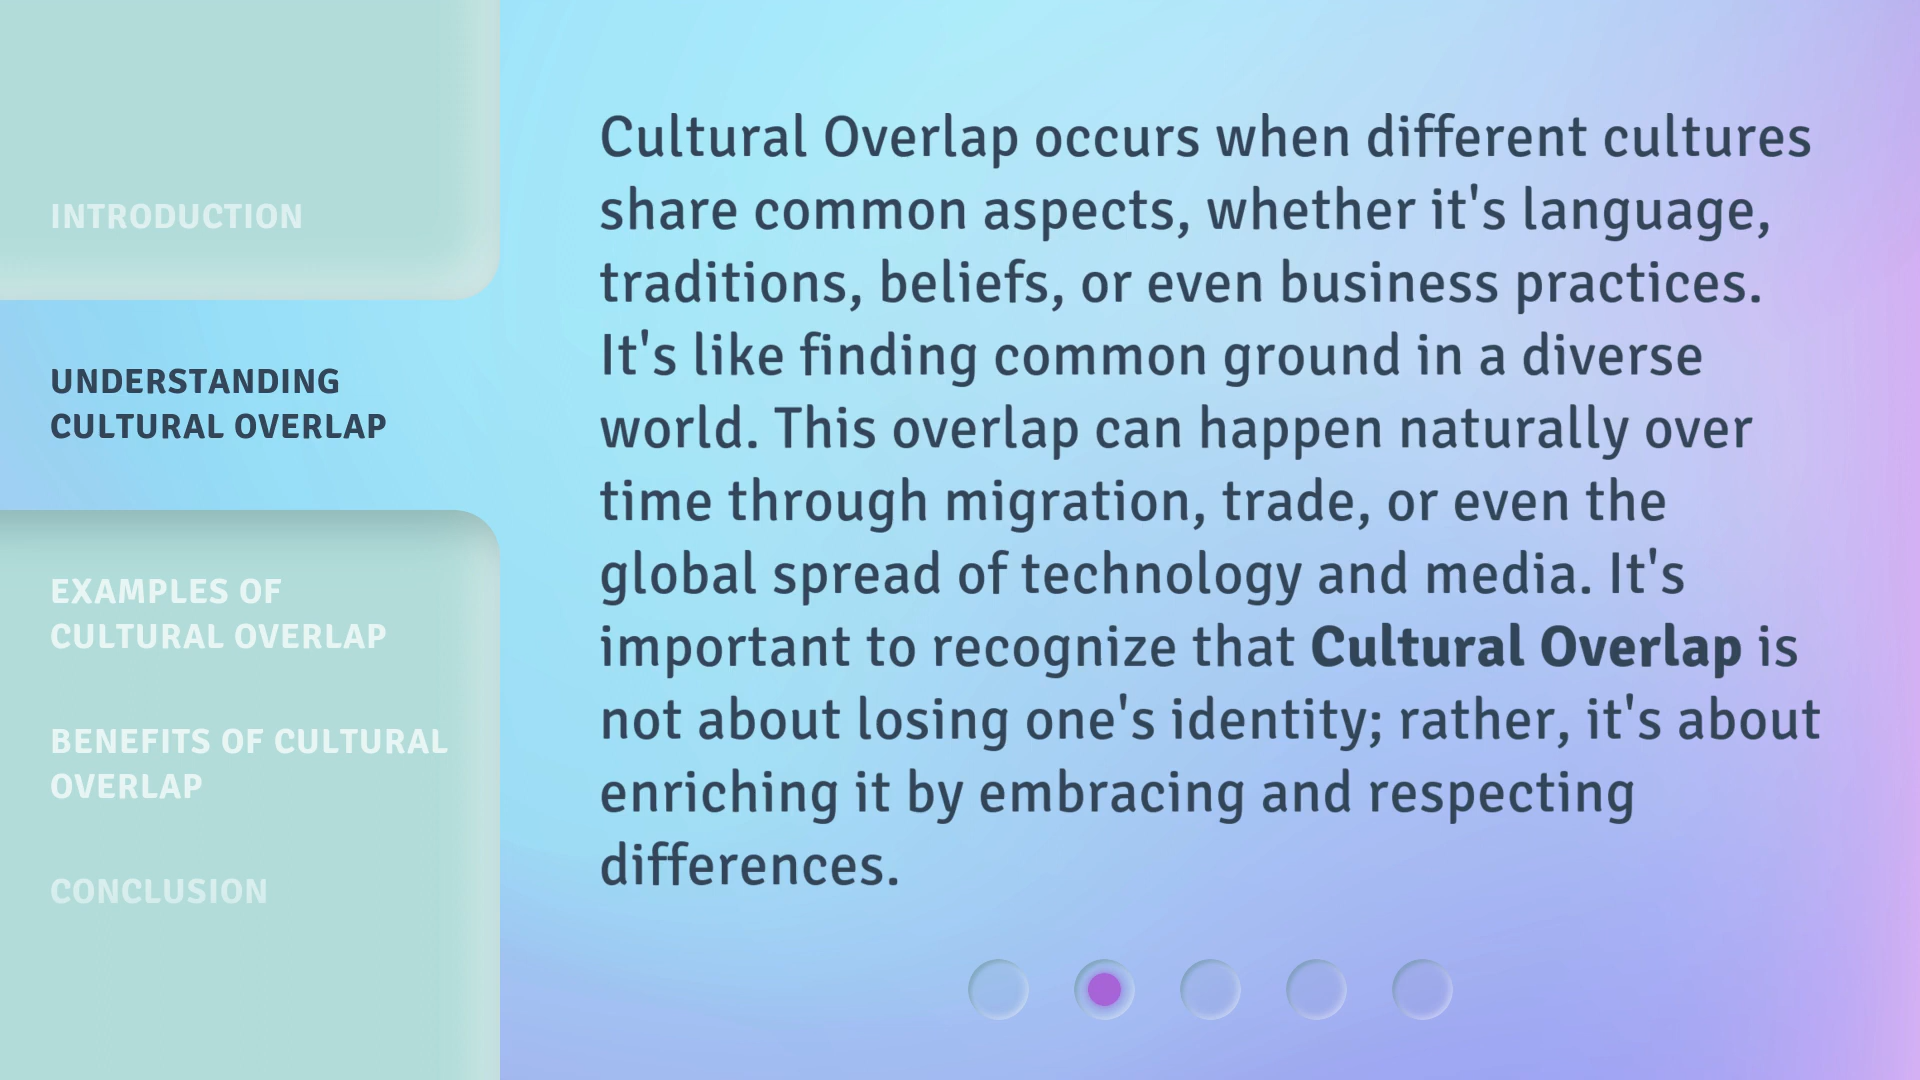 INTRODUCTION
UNDERSTANDING
CULTURAL OVERLAP
EXAMPLES OF
CULTURAL OVERLAP
BENEFITS OF CULTURAL
OVERLAP
CONCLUSION
Cultural Overlap occurs when different cultures
share common aspects, whether it's language,
traditions, beliefs, or even business practices.
It's like finding common ground in a diverse
world. This overlap can happen naturally over
time through migration, trade, or even the
global spread of technology and media. It's
important to recognize that Cultural Overlap is
not about losing one's identity; rather, it's about
enriching it by embracing and respecting
differences.